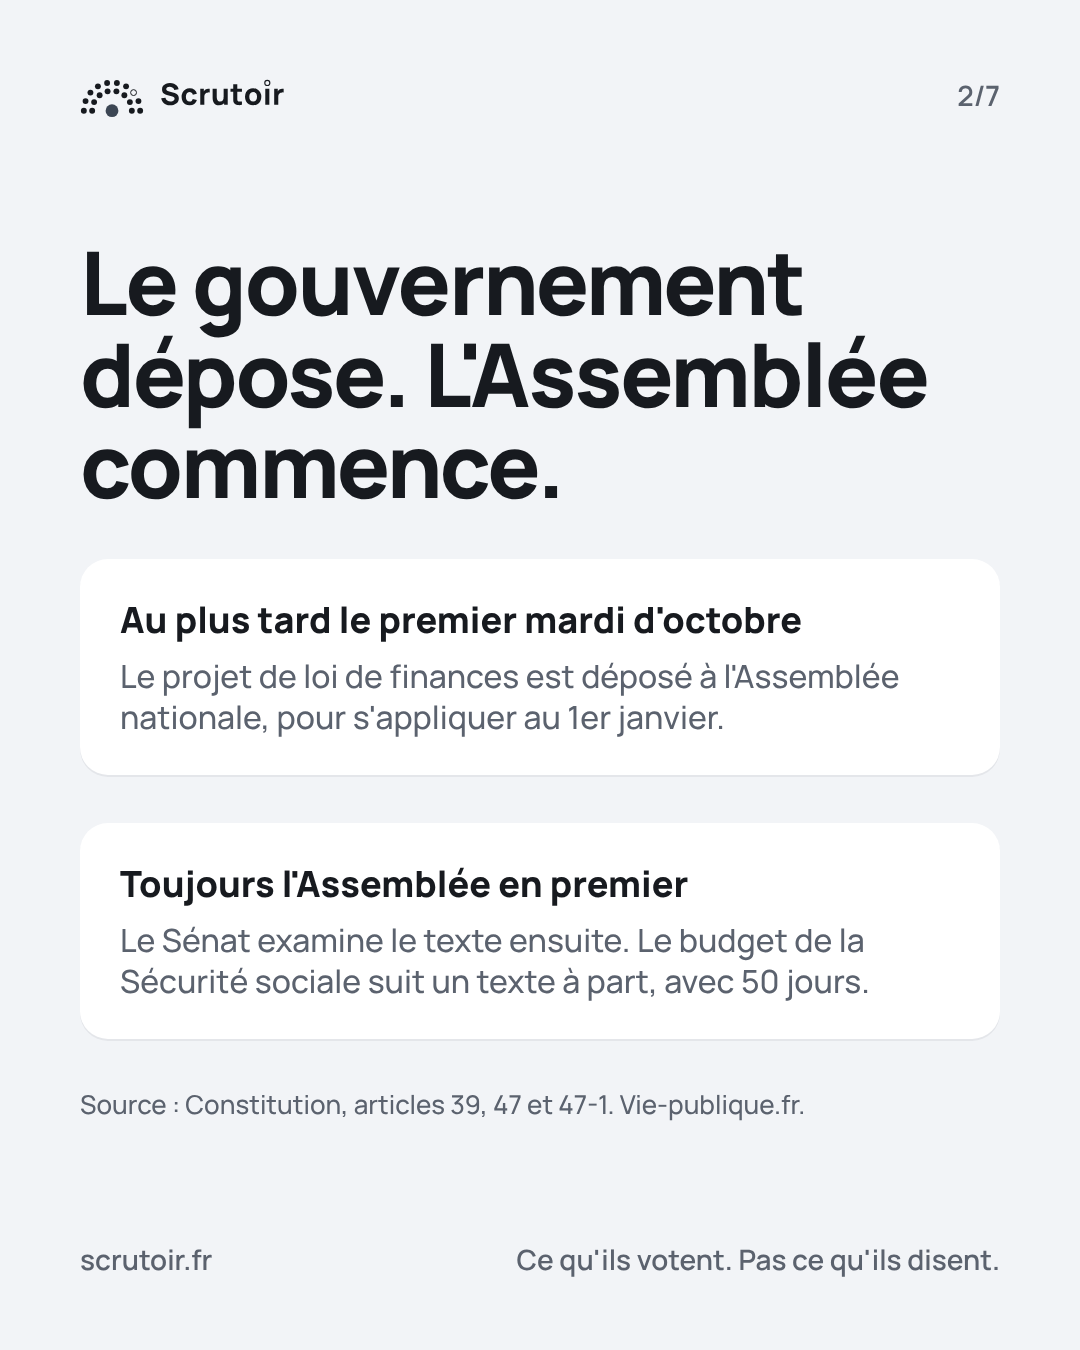 Scrutoir
2/7
Le gouvernement
dépose. L'Assemblée
commence.
Au plus tard le premier mardi d'octobre
Le projet de loi de finances est déposé à l'Assemblée
nationale, pour s'appliquer au 1er janvier.
Toujours l'Assemblée en premier
Le Sénat examine le texte ensuite. Le budget de la
Sécurité sociale suit un texte à part, avec 50 jours.
Source : Constitution, articles 39, 47 et 47-1. Vie-publique.fr.
scrutoir.fr
Ce qu'ils votent. Pas ce qu'ils disent.